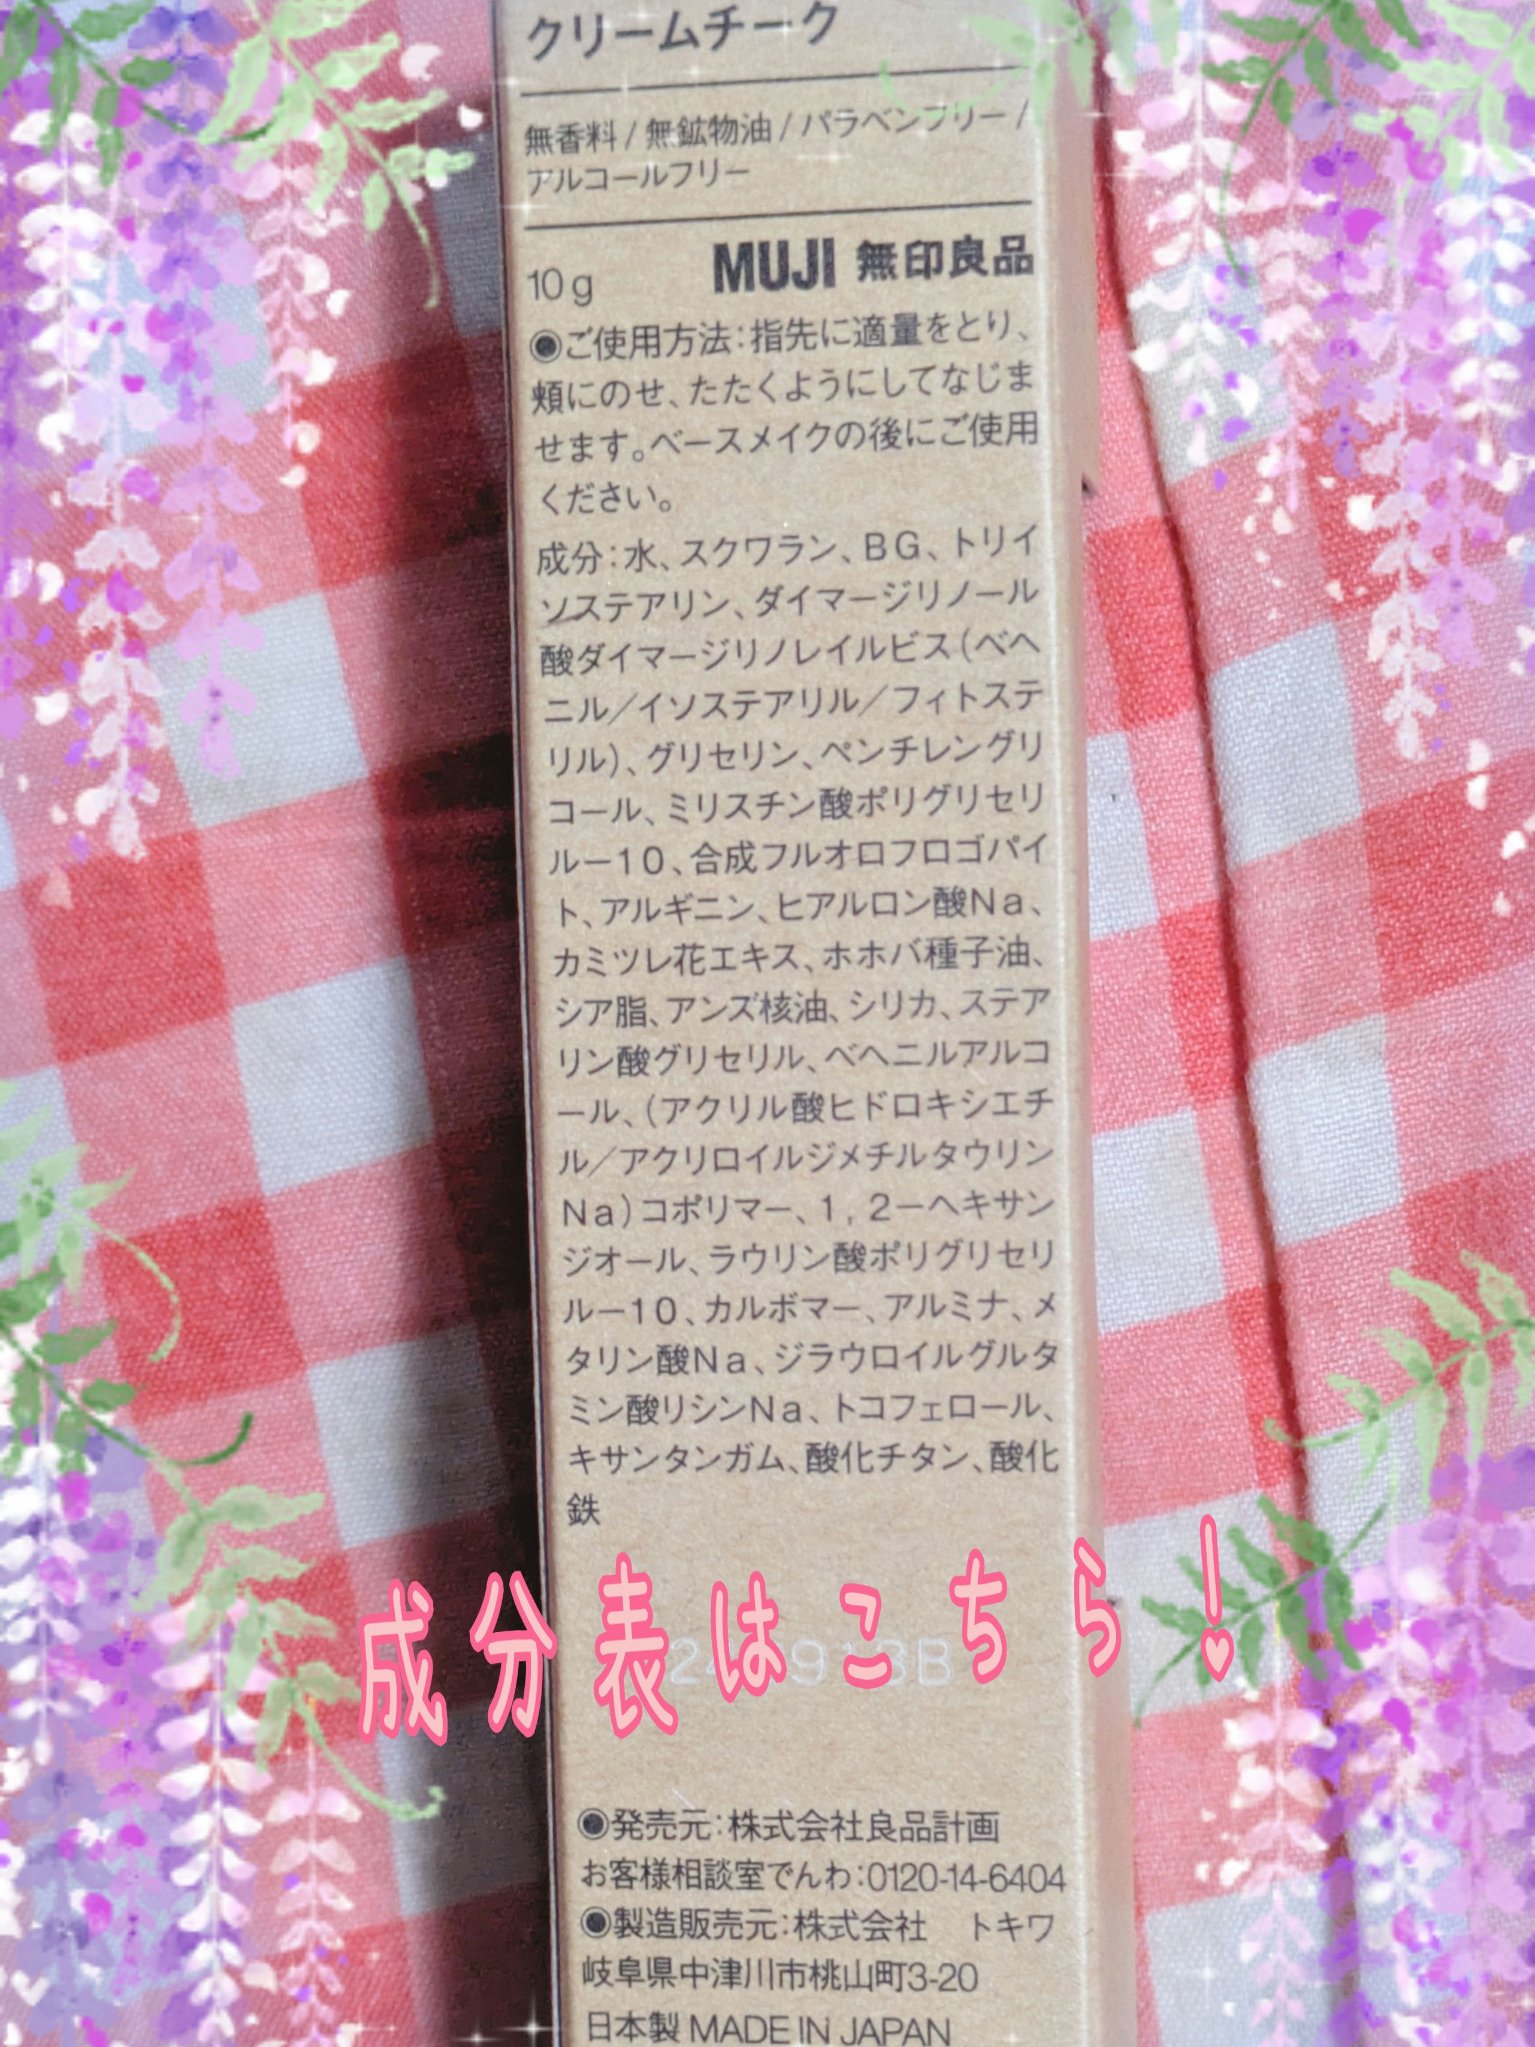 クリームチーク
無香料/無鉱物油/パラベンフリー/
アルコールフリー
10g MUJI 無印良品
◉ご使用方法:指先に適量をとり、
頬にのせ、たたくようにしてなじま
せます。ベースメイクの後にご使用
ください。
成分:水、スクワラン、BG、トリイ
ソステアリン、ダイマージリノール
酸ダイマージリノレイルビス(ベヘ
ニル/イソステアリル/フィトステ
リル)、グリセリン、ペンチレングリ
コール、ミリスチン酸ポリグリセリ
ルー10、合成フルオロフロゴパイ
ト、アルギニン、ヒアルロン酸Na、
カミツレ花エキス、ホホバ種子油、
シア脂、アンズ核油、シリカ、ステア
リン酸グリセリル、ベヘニルアルコ
ール、(アクリル酸ヒドロキシエチ
ル/アクリロイルジメチルタウリン
Na)コポリマー、1,2ーヘキサン
ジオール、ラウリン酸ポリグリセリ
ルー10、カルボマー、アルミナ、メ
タリン酸Na、ジラウロイルグルタ
ミン酸リシンNa、トコフェロール、
キサンタンガム、酸化チタン、酸化
鉄
成分表はこちら!
◉発売元:株式会社良品計画
お客様相談室でんわ:0120-14-6404
◉製造販売元:株式会社 トキワ
岐阜県中津川市桃山町3-20
日本製 MADE IN JAPAN